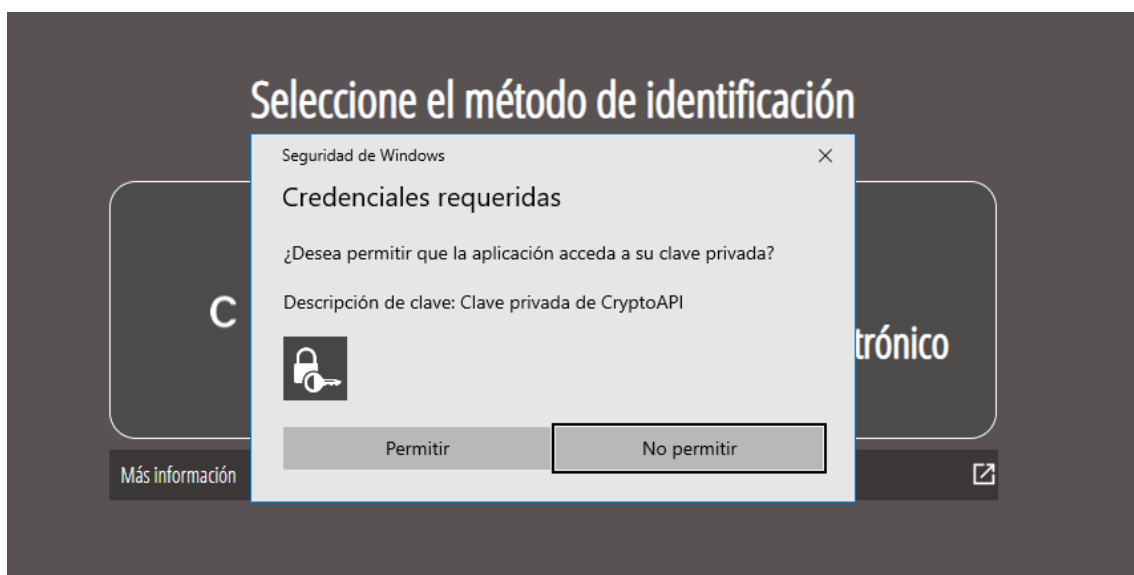 Seleccione el método de identificación
Seguridad de Windows
Credenciales requeridas
¿Desea permitir que la aplicación acceda a su clave privada?
Descripción de clave: Clave privada de CryptoAPI
C
trónico
Permitir
No permitir
Más información